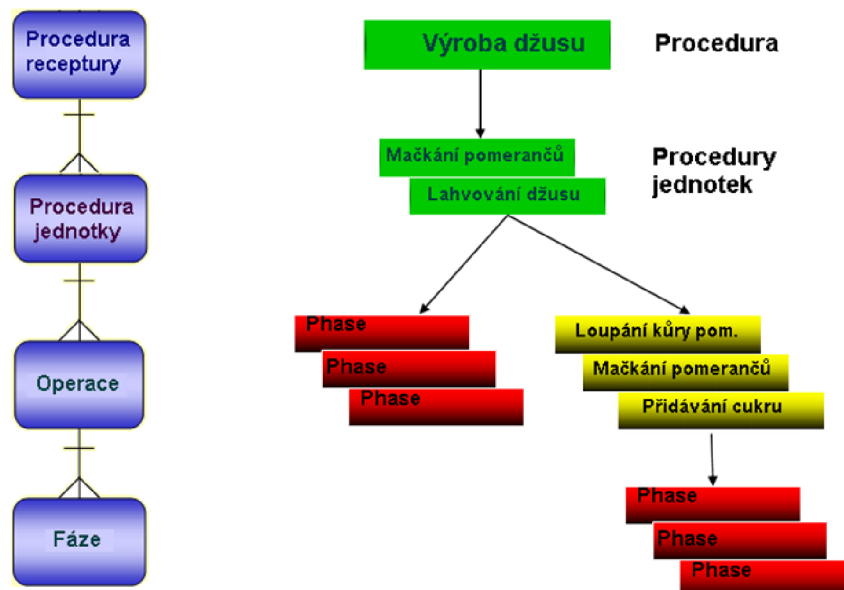 Procedura
receptury
Procedura
jednotky
Operace
Fáze
Výroba džusu
Procedura
Mačkání pomerančů
Lahvování džusu
Procedury
jednotek
Phase
Phase
Phase
Loupání kůry pom.
Mačkání pomerančů
Přidávání cukru
Phase
Phase
Phase